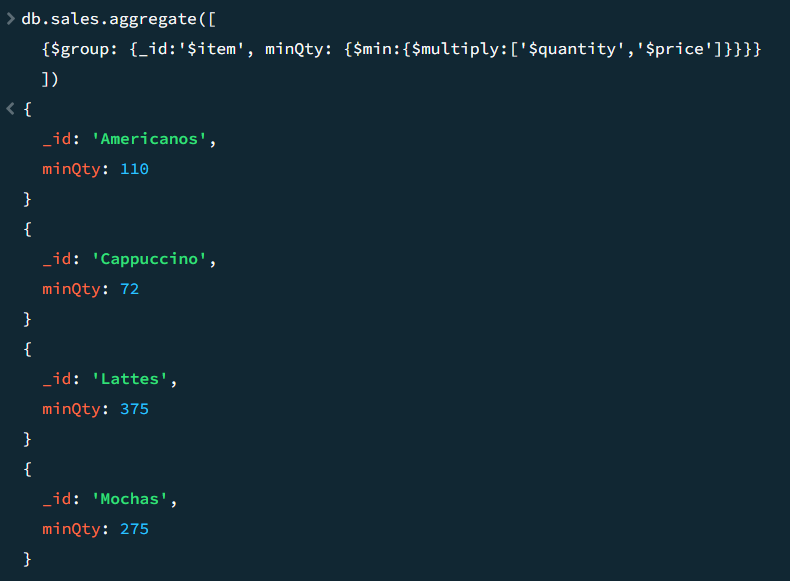 > db.sales.aggregate([
{$group: {_id:'$item', minQty: {$min:{$multiply:['$quantity','$price']}}}}
])
< {
_id: 'Americanos',
minQty: 110
}
{
_id: 'Cappuccino',
minQty: 72
}
{
_id: 'Lattes',
minQty: 375
}
{
_id: 'Mochas',
minQty: 275
}